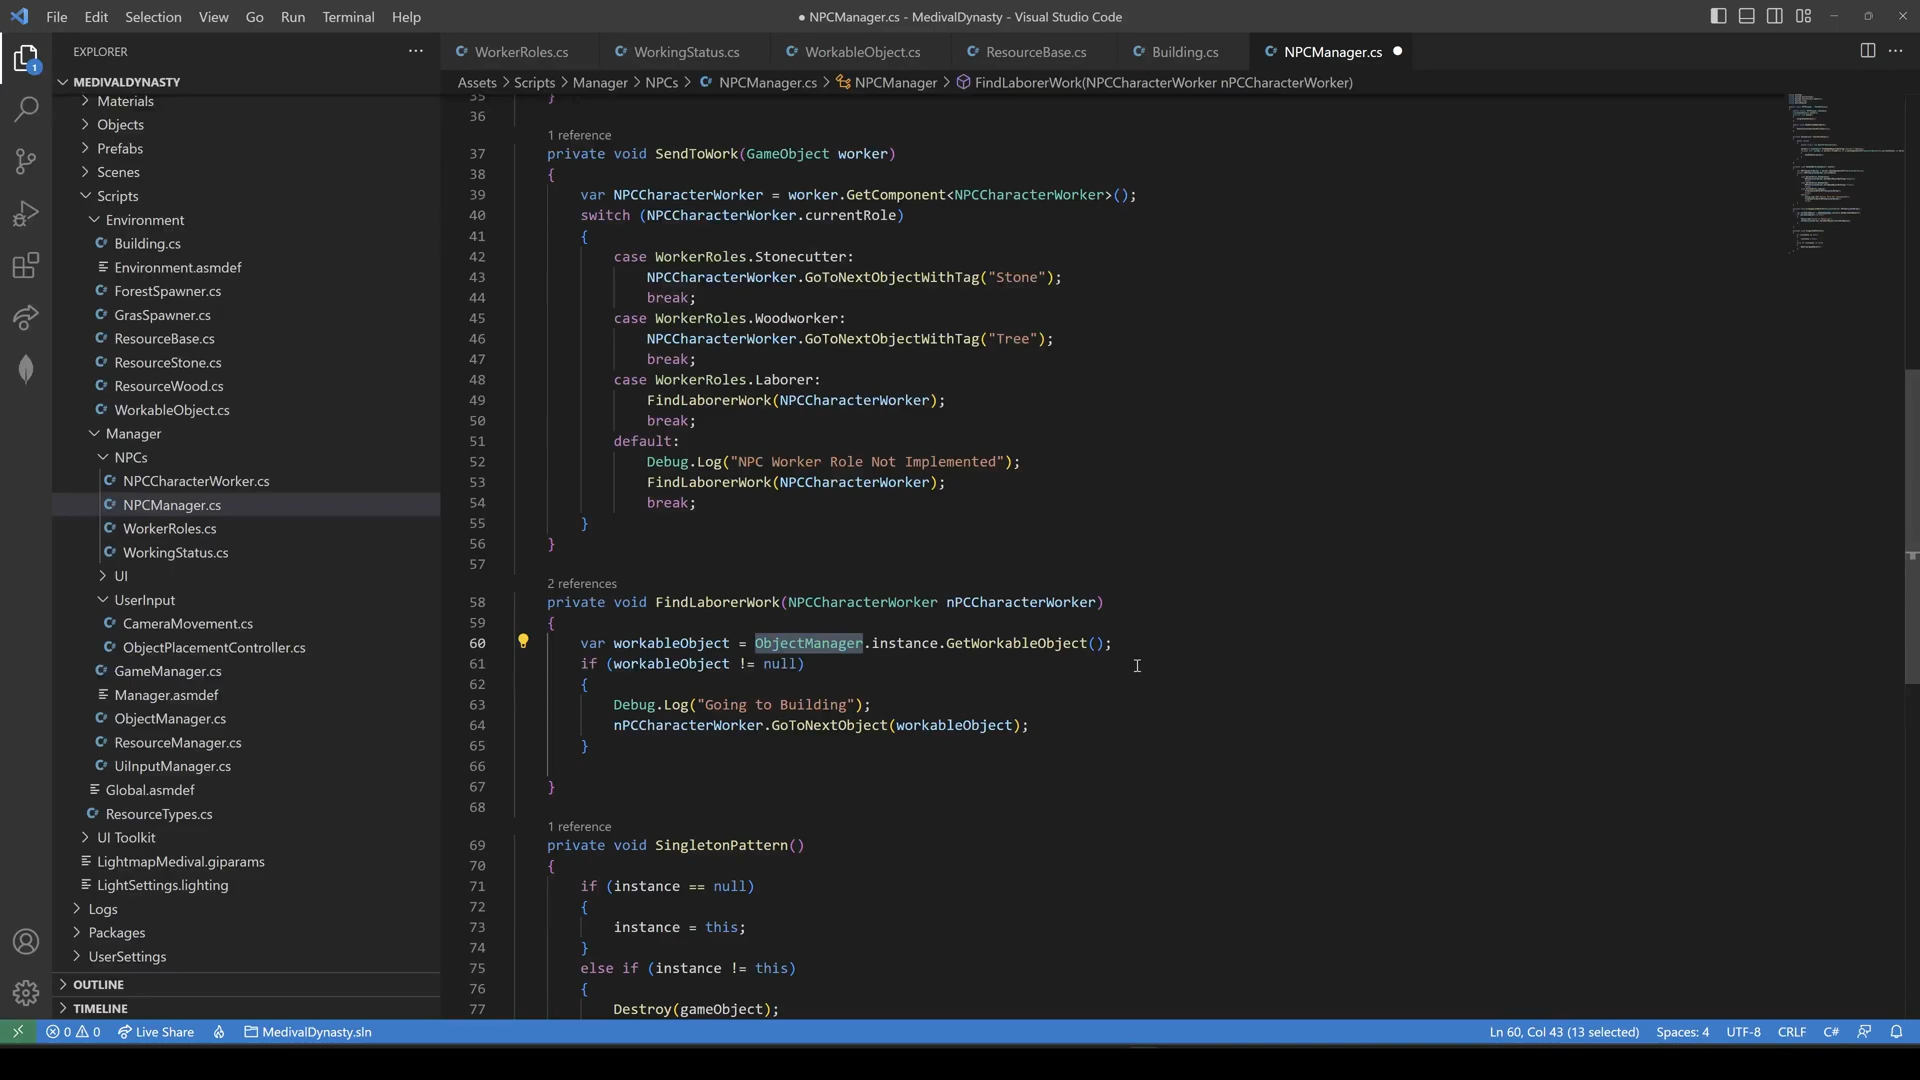 File Edit Selection View Go Run Terminal Help
● NPCManager.cs - MedivalDynasty - Visual Studio Code
EXPLORER
MEDIVALDYNASTY
Materials
Objects
Prefabs
Scenes
Scripts
Environment
Building.cs
Environment.asmdef
ForestSpawner.cs
GrasSpawner.cs
ResourceBase.cs
ResourceStone.cs
ResourceWood.cs
WorkableObject.cs
Manager
NPCs
NPCCharacterWorker.cs
NPCManager.cs
WorkerRoles.cs
WorkingStatus.cs
UI
UserInput
CameraMovement.cs
ObjectPlacementController.cs
GameManager.cs
Manager.asmdef
ObjectManager.cs
ResourceManager.cs
UiInputManager.cs
Global.asmdef
ResourceTypes.cs
UI Toolkit
LightmapMedival.giparams
LightSettings.lighting
Logs
Packages
UserSettings
OUTLINE
TIMELINE
1
WorkerRoles.cs WorkingStatus.cs WorkableObject.cs ResourceBase.cs Building.cs NPCManager.cs
Assets > Scripts > Manager > NPCs > NPCManager.cs > NPCManager > FindLaborerWork(NPCCharacterWorker nPCCharacterWorker)
35 }
36
1 reference
37 private void SendToWork(GameObject worker)
38 {
39 var NPCCharacterWorker = worker.GetComponent<NPCCharacterWorker>();
40 switch (NPCCharacterWorker.currentRole)
41 {
42 case WorkerRoles.Stonecutter:
43 NPCCharacterWorker.GoToNextObjectWithTag("Stone");
44 break;
45 case WorkerRoles.Woodworker:
46 NPCCharacterWorker.GoToNextObjectWithTag("Tree");
47 break;
48 case WorkerRoles.Laborer:
49 FindLaborerWork(NPCCharacterWorker);
50 break;
51 default:
52 Debug.Log("NPC Worker Role Not Implemented");
53 FindLaborerWork(NPCCharacterWorker);
54 break;
55 }
56 }
57
2 references
58 private void FindLaborerWork(NPCCharacterWorker nPCCharacterWorker)
59 {
60 var workableObject = ObjectManager.instance.GetWorkableObject();
61 if (workableObject != null)
62 {
63 Debug.Log("Going to Building");
64 nPCCharacterWorker.GoToNextObject(workableObject);
65 }
66
67 }
68
1 reference
69 private void SingletonPattern()
70 {
71 if (instance == null)
72 {
73 instance = this;
74 }
75 else if (instance != this)
76 {
77 Destroy(gameObject);
0 0 Live Share MedivalDynasty.sln Ln 60, Col 43 (13 selected) Spaces: 4 UTF-8 CRLF C#